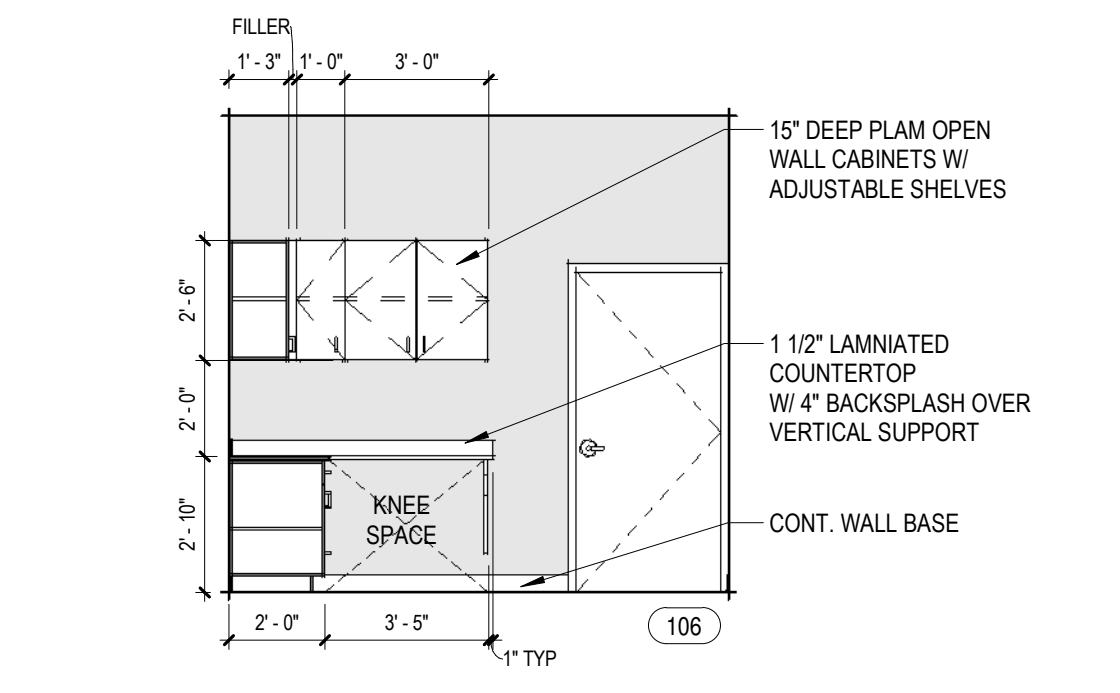 FILLER
1' - 3" 1' - 0" 3' - 0"
15" DEEP PLAM OPEN
WALL CABINETS W/
ADJUSTABLE SHELVES
2' - 6"
2' - 0"
2' - 10"
1 1/2" LAMNIATED
COUNTERTOP
W/ 4" BACKSPLASH OVER
VERTICAL SUPPORT
KNEE
SPACE
CONT. WALL BASE
2' - 0" 3' - 5"
1" TYP
106